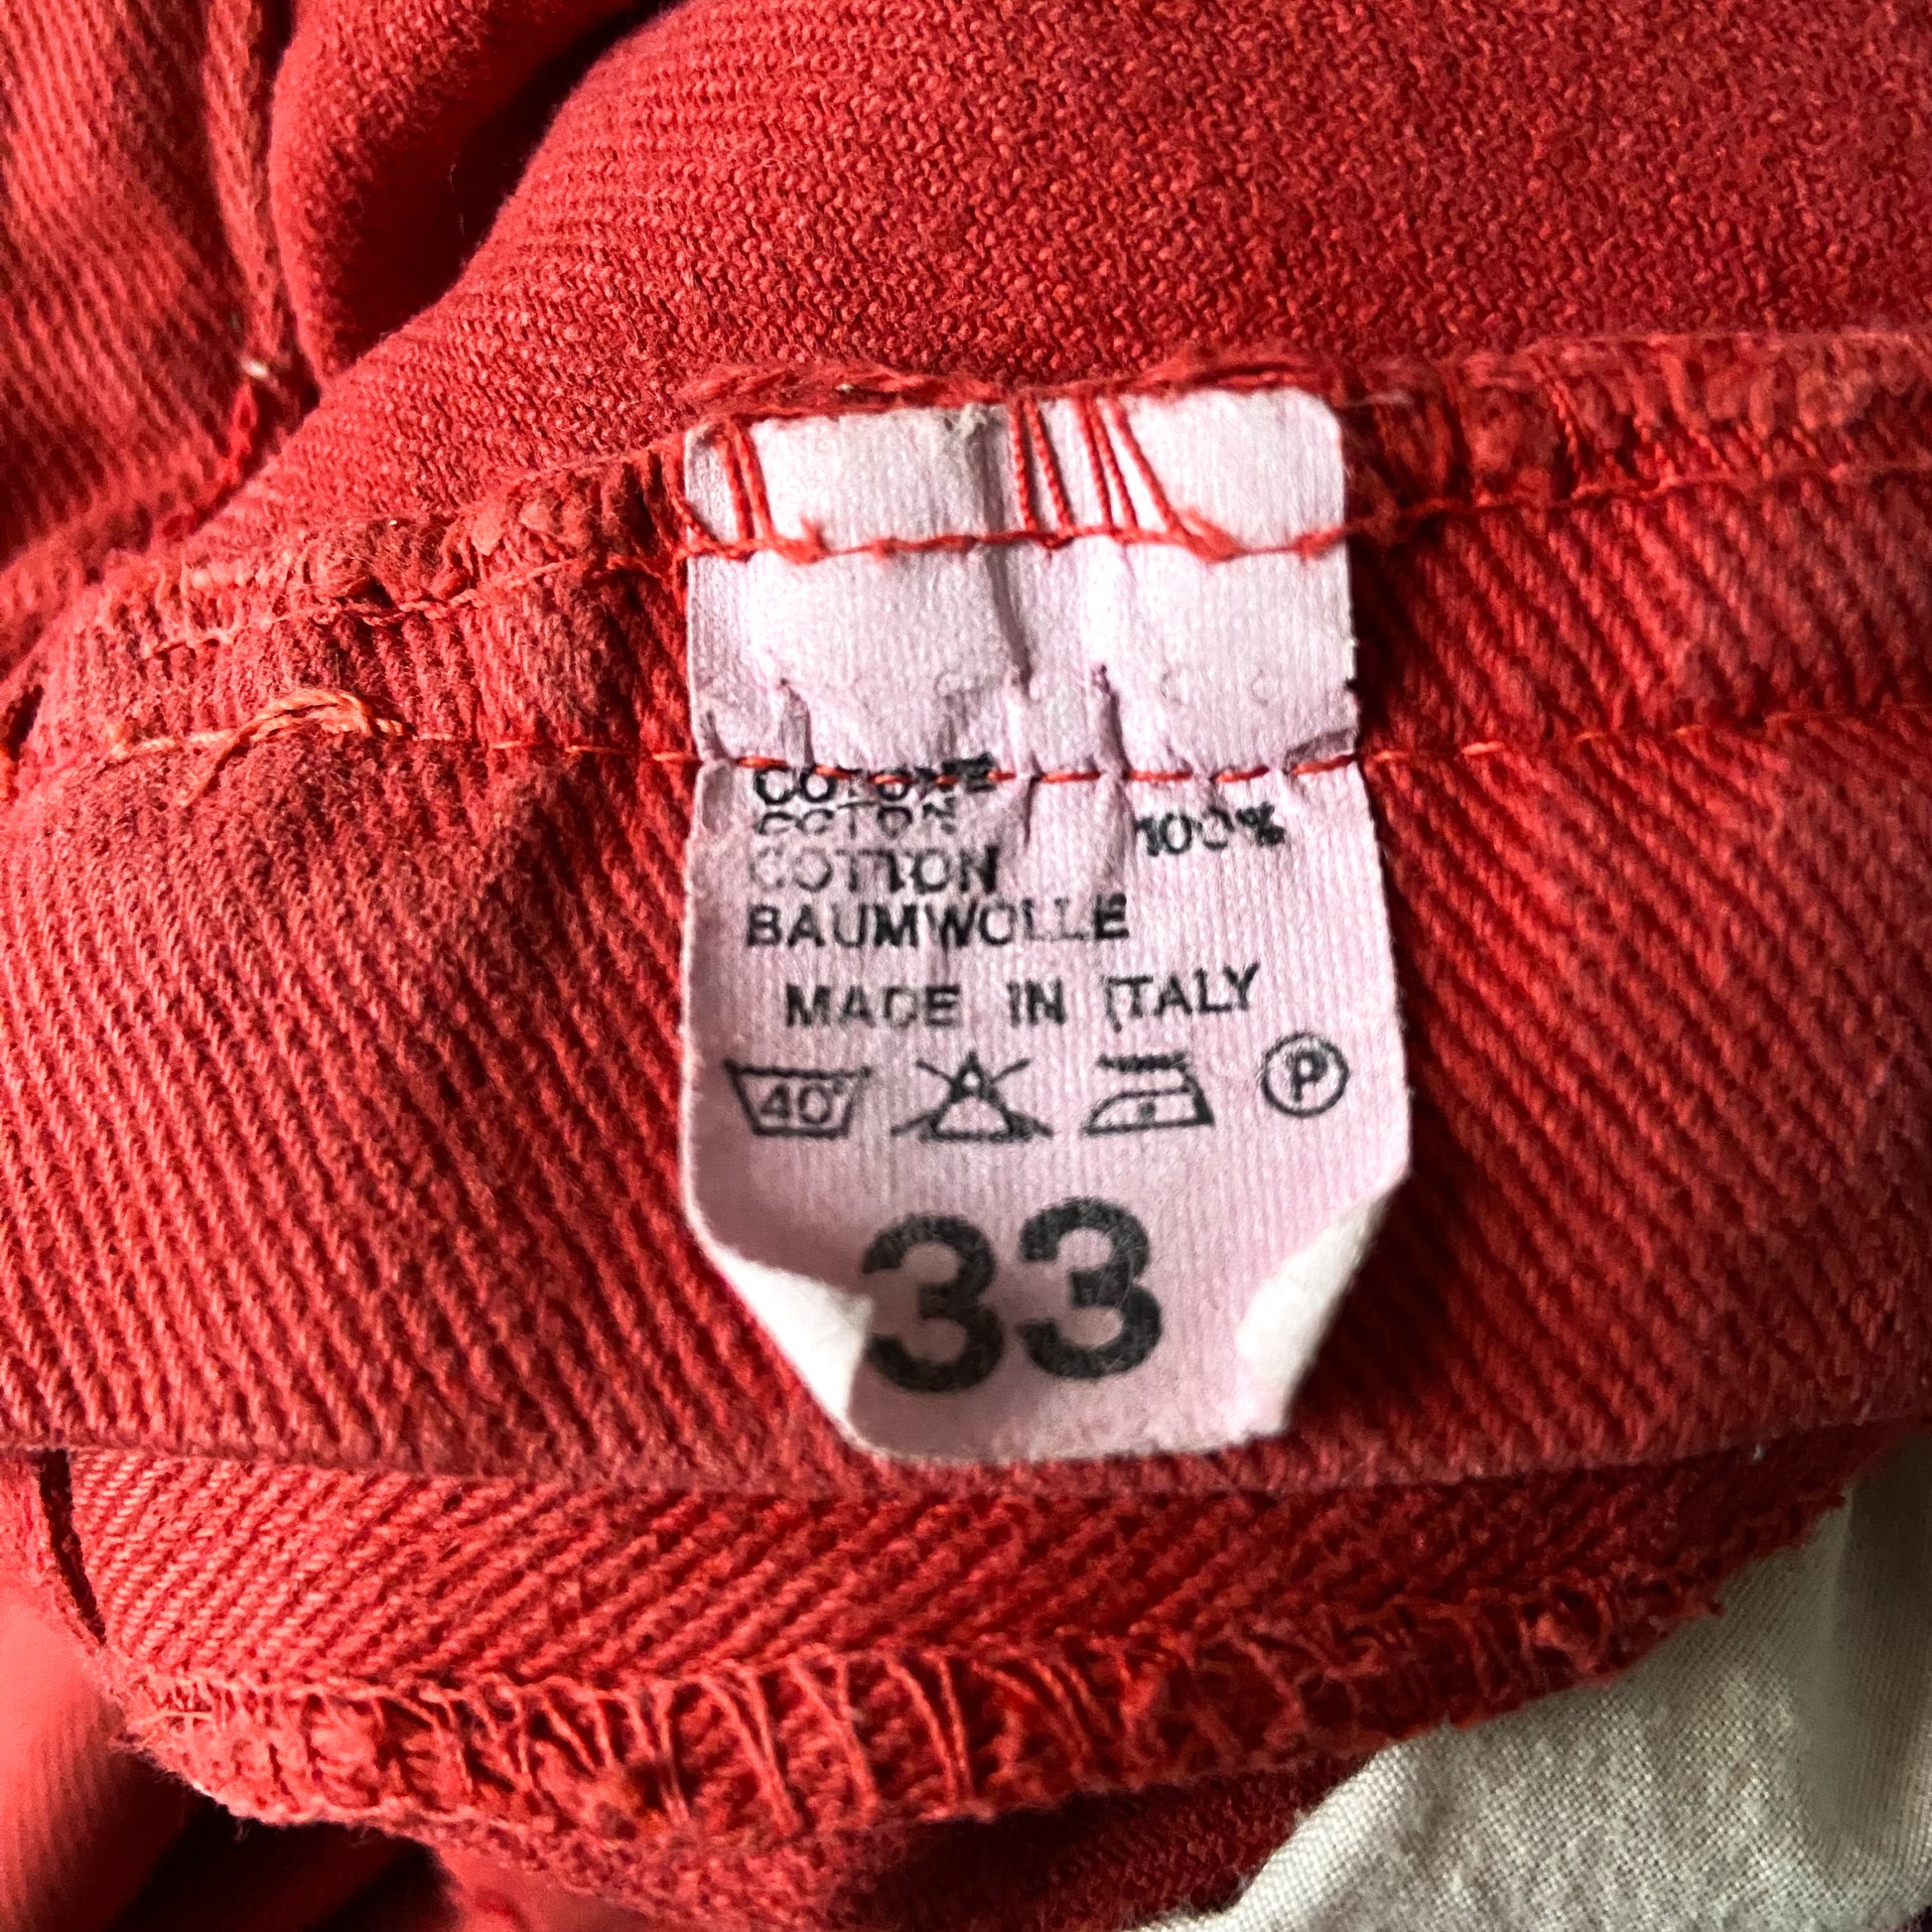 COTONE
COTON
100%
COTTON
BAUMWOLLE
MADE IN ITALY
40°
P
33